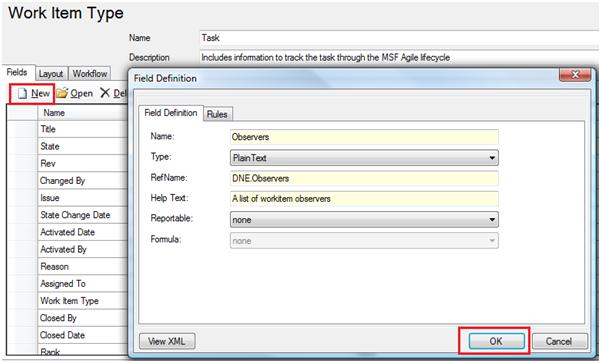 Work Item Type
Name
Task
Description
Includes information to track the task through the MSF Agile lifecycle
Fields
Layout
Workflow
New
Open
Del
Name
Title
State
Rev
Changed By
Issue
State Change Date
Activated Date
Activated By
Reason
Assigned To
Work Item Type
Closed By
Closed Date
Rank
Field Definition
Field Definition
Rules
Name:
Observers
Type:
PlainText
RefName:
DNE.Observers
Help Text:
A list of workitem observers
Reportable:
none
Formula:
none
View XML
OK
Cancel